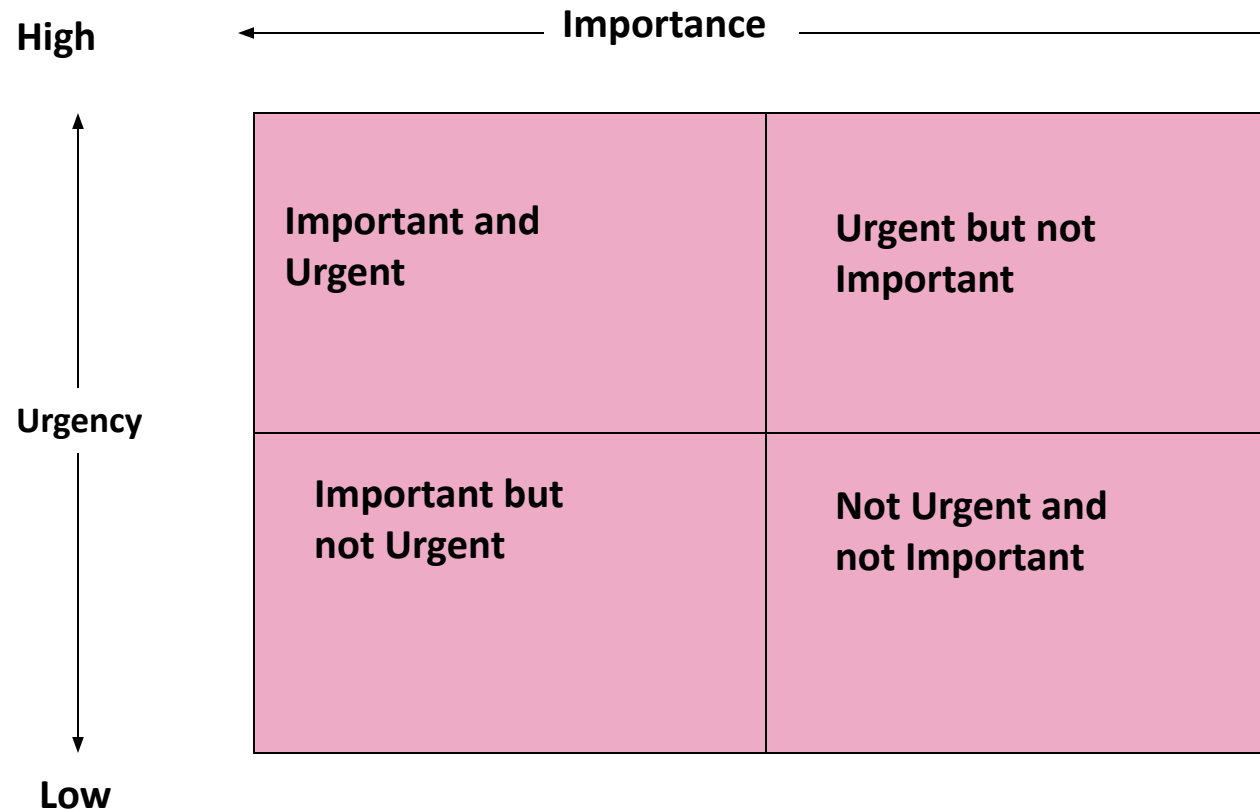 High
Importance
Important and
Urgent
Urgent but not
Important
Urgency
Important but
not Urgent
Not Urgent and
not Important
Low